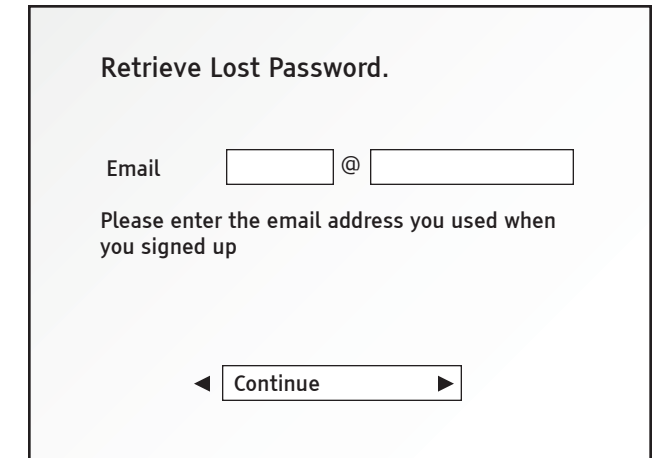 Retrieve Lost Password.
Email @
Please enter the email address you used when
you signed up
Continue